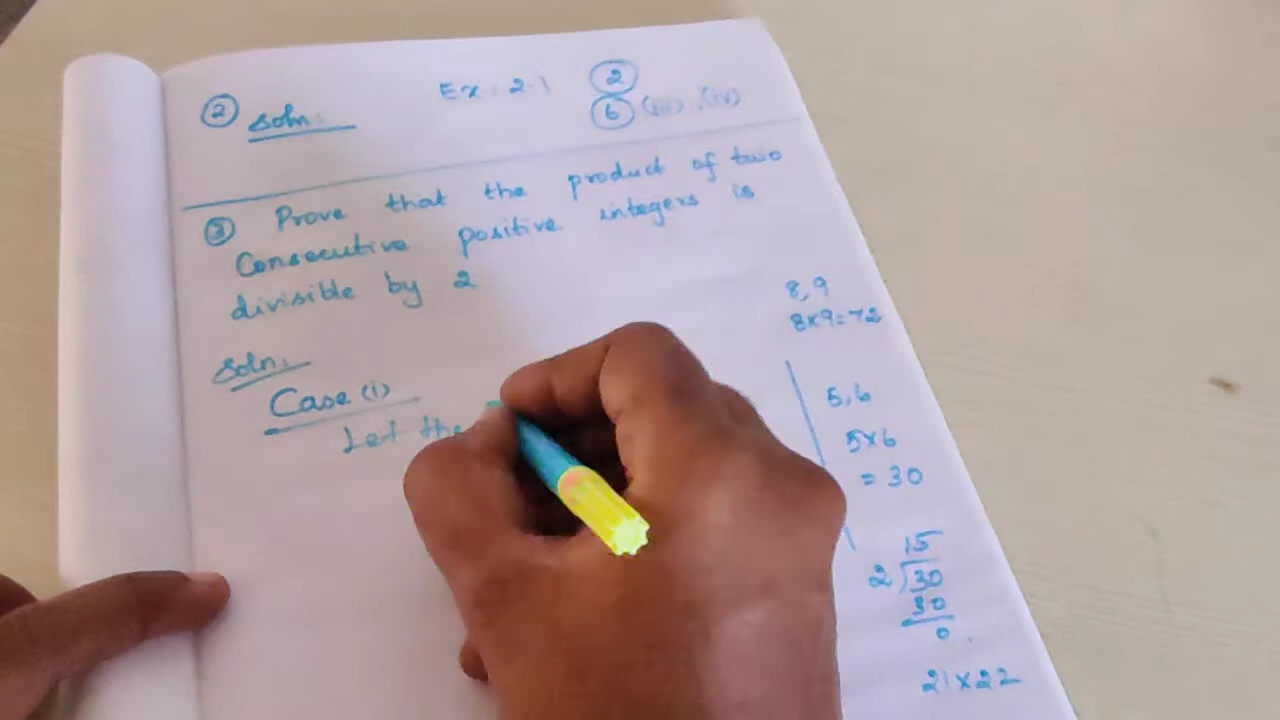 ② Soln:
Ex: 2.1 ②
⑥ (iii), (iv)
③ Prove that the product of two
Consecutive positive integers is
divisible by 2
Soln:
Case (i)
Let the
8,9
8×9=72
5,6
5×6
= 30
15
2)30
30
0
21×22